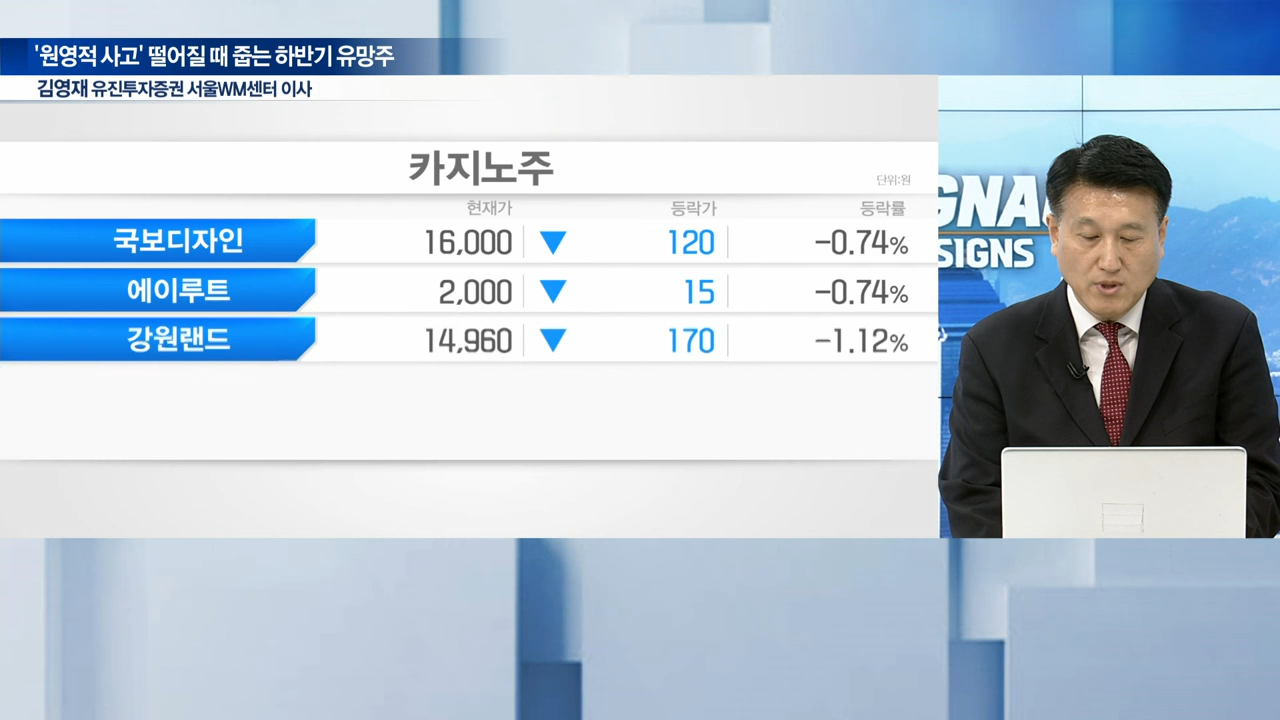 '원영적 사고' 떨어질 때 줍는 하반기 유망주
김영재 유진투자증권 서울WM센터 이사
카지노주
단위:원
현재가 등락가 등락률
국보디자인 16,000 ▼ 120 -0.74%
에이루트 2,000 ▼ 15 -0.74%
강원랜드 14,960 ▼ 170 -1.12%
GNA
SIGNS